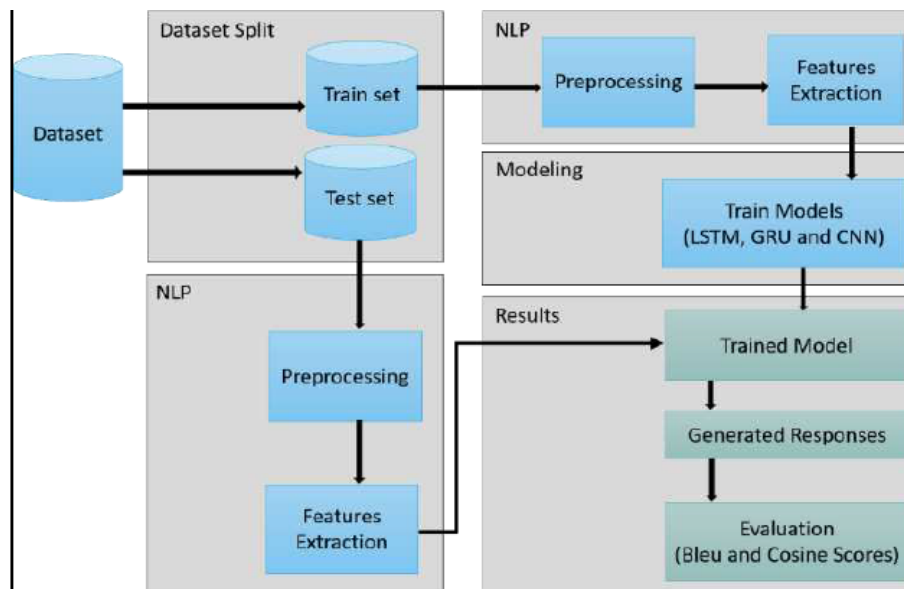 Dataset
Dataset Split
Train set
Test set
NLP
Preprocessing
Features
Extraction
NLP
Preprocessing
Features
Extraction
Modeling
Train Models
(LSTM, GRU and CNN)
Results
Trained Model
Generated Responses
Evaluation
(Bleu and Cosine Scores)